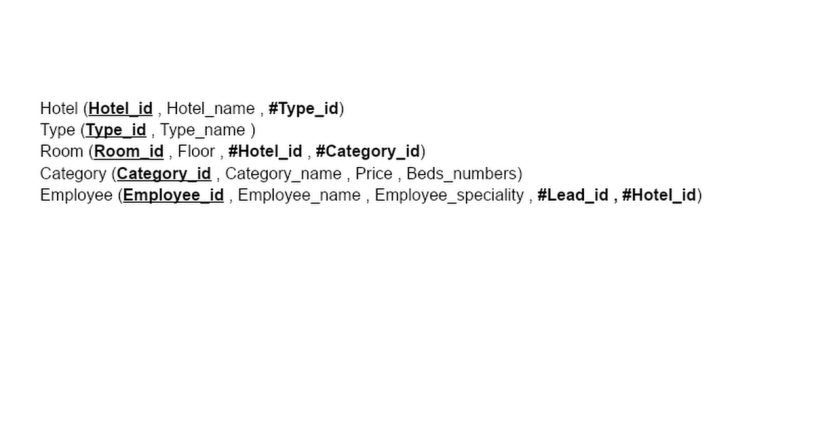 Hotel (Hotel_id , Hotel_name , #Type_id)
Type (Type_id , Type_name )
Room (Room_id , Floor , #Hotel_id , #Category_id)
Category (Category_id , Category_name , Price , Beds_numbers)
Employee (Employee_id , Employee_name , Employee_speciality , #Lead_id , #Hotel_id)